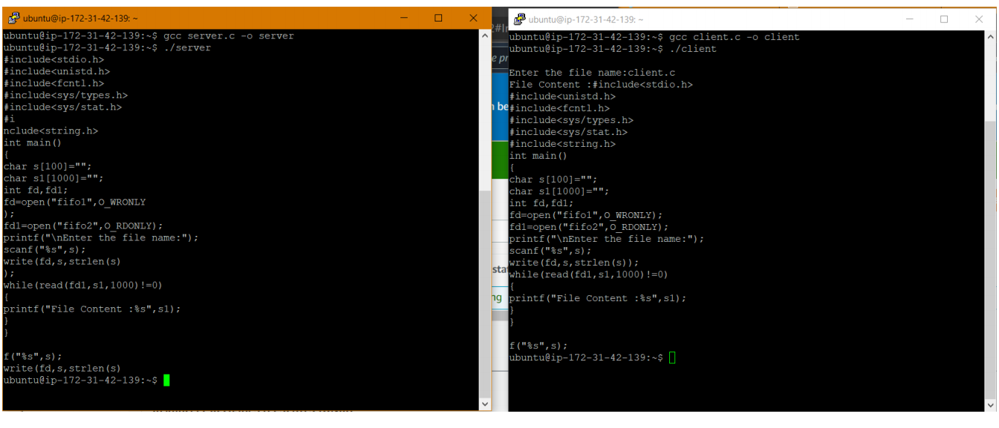 ubuntu@ip-172-31-42-139: ~
ubuntu@ip-172-31-42-139:~$ gcc server.c -o server
ubuntu@ip-172-31-42-139:~$ ./server
#include<stdio.h>
#include<unistd.h>
#include<fcntl.h>
#include<sys/types.h>
#include<sys/stat.h>
#i
nclude<string.h>
int main()
{
char s[100]="";
char s1[1000]="";
int fd,fd1;
fd=open("fifo1",O_WRONLY
);
fd1=open("fifo2",O_RDONLY);
printf("\nEnter the file name:");
scanf("%s",s);
write(fd,s,strlen(s)
);
while(read(fd1,s1,1000)!=0)
{
printf("File Content :%s",s1);
}
}
f("%s",s);
write(fd,s,strlen(s)
ubuntu@ip-172-31-42-139:~$
ubuntu@ip-172-31-42-139: ~
ubuntu@ip-172-31-42-139:~$ gcc client.c -o client
ubuntu@ip-172-31-42-139:~$ ./client
Enter the file name:client.c
File Content :#include<stdio.h>
#include<unistd.h>
#include<fcntl.h>
#include<sys/types.h>
#include<sys/stat.h>
#include<string.h>
int main()
{
char s[100]="";
char s1[1000]="";
int fd,fd1;
fd=open("fifo1",O_WRONLY);
fd1=open("fifo2",O_RDONLY);
printf("\nEnter the file name:");
scanf("%s",s);
write(fd,s,strlen(s));
while(read(fd1,s1,1000)!=0)
{
printf("File Content :%s",s1);
}
}
f("%s",s);
ubuntu@ip-172-31-42-139:~$